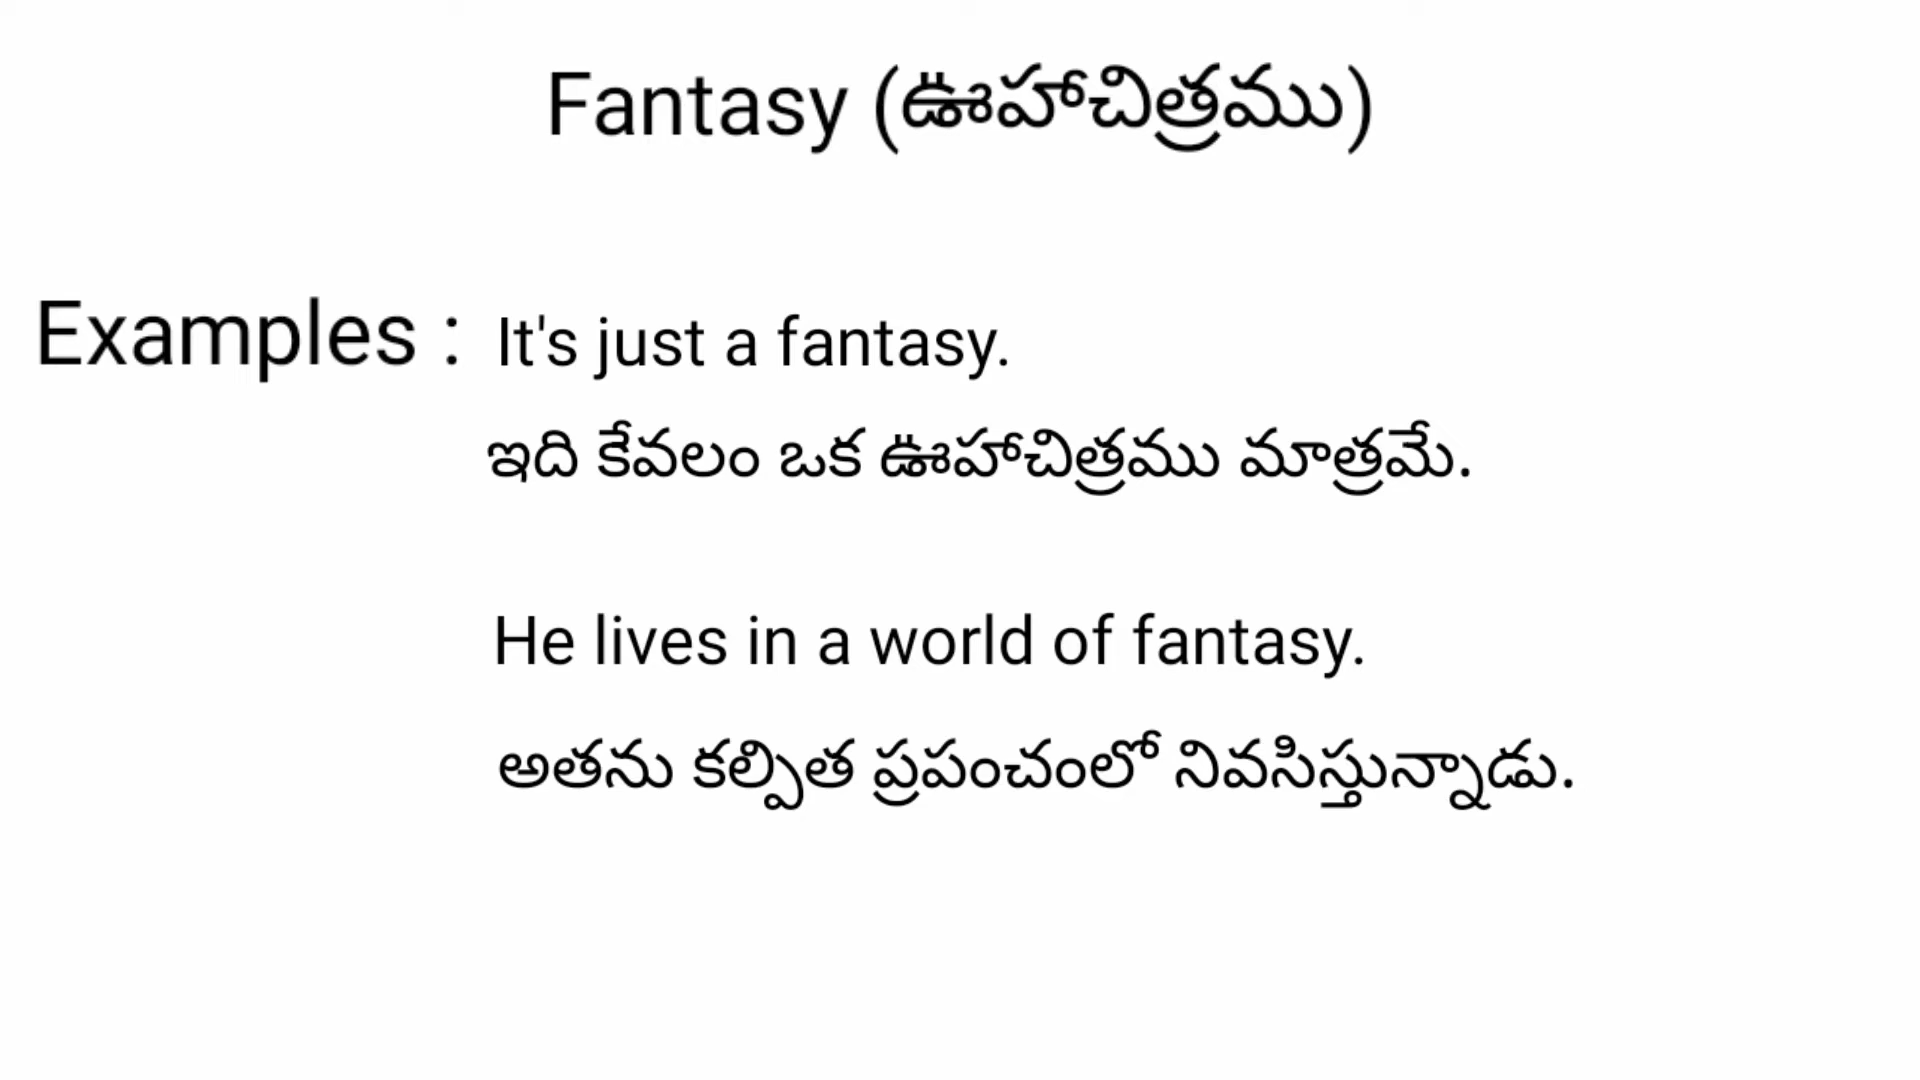 Fantasy (ఊహాచిత్రము)
Examples : It's just a fantasy.
ఇది కేవలం ఒక ఊహాచిత్రము మాత్రమే.
He lives in a world of fantasy.
అతను కల్పిత ప్రపంచంలో నివసిస్తున్నాడు.